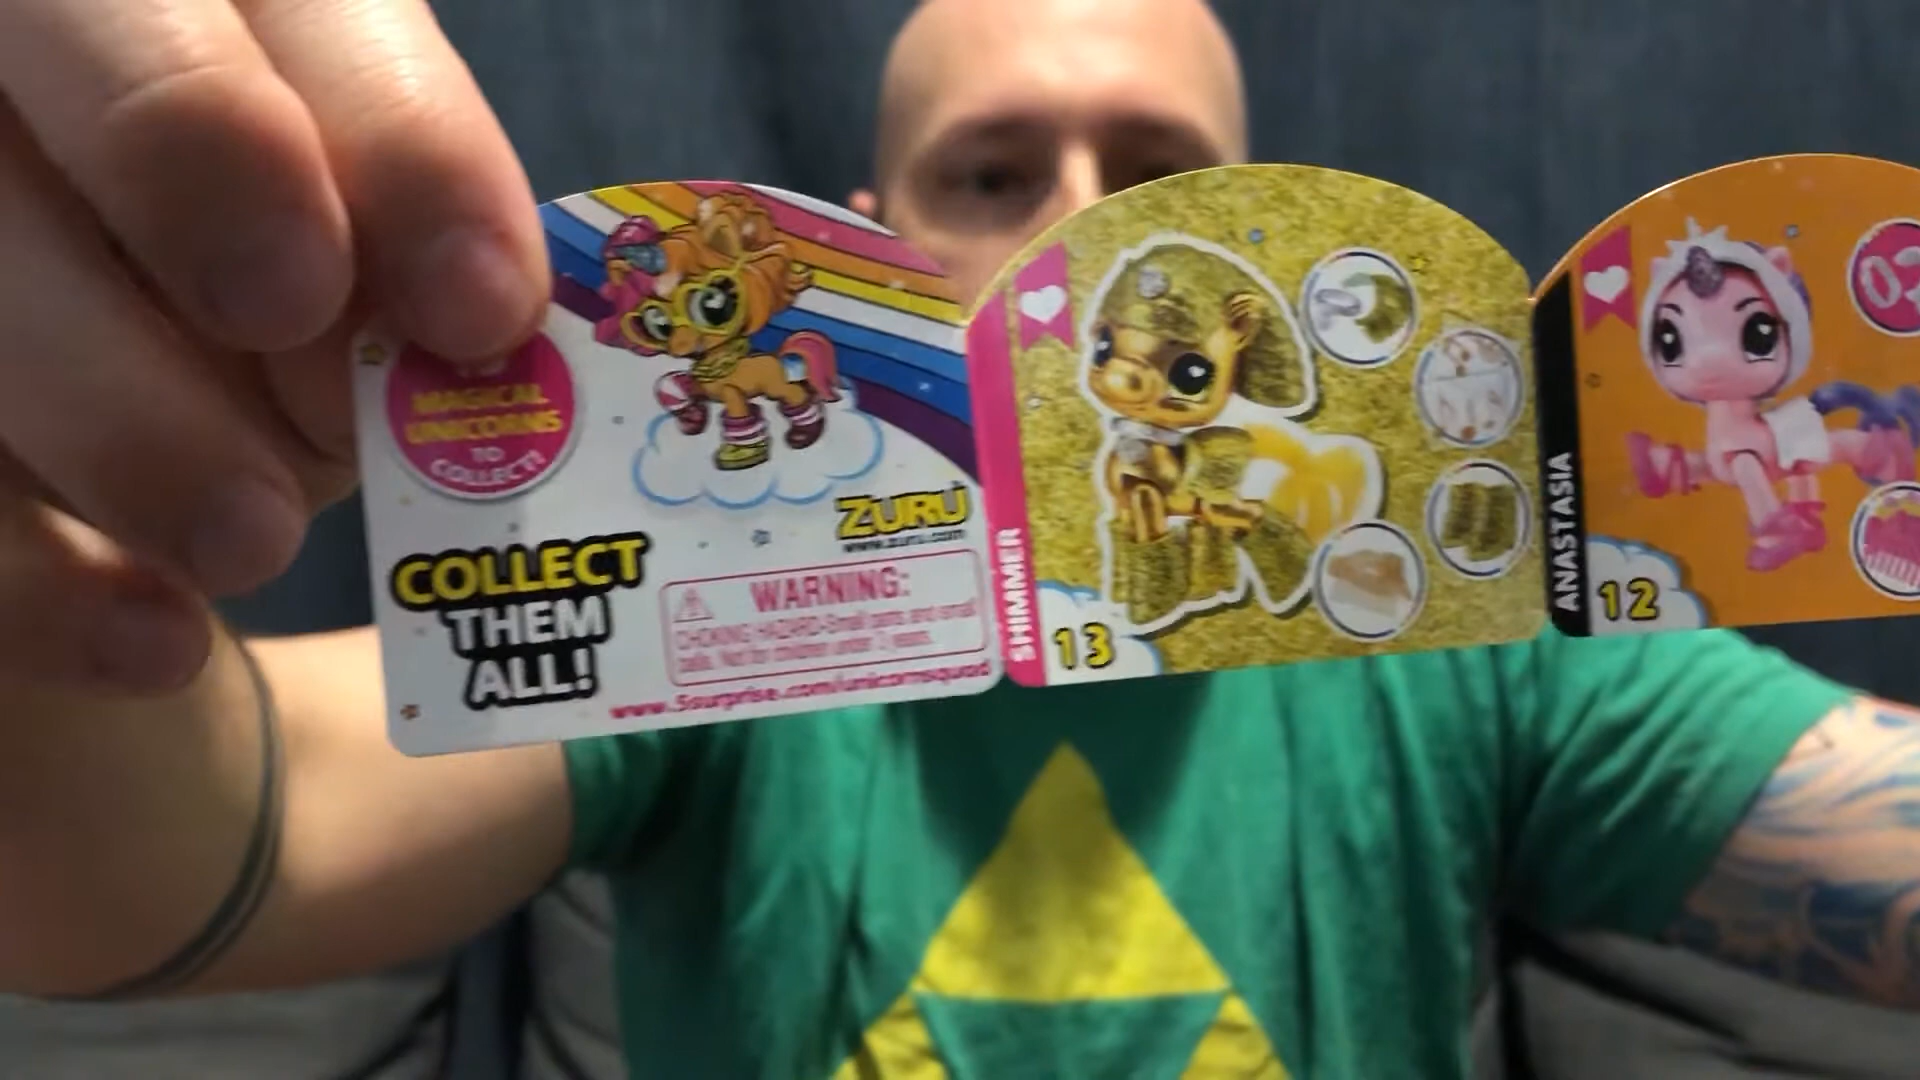 MAGICAL
UNICORNS
TO
COLLECT!
COLLECT
THEM
ALL!
ZURU
www.zuru.com
WARNING:
CHOKING HAZARD-Small parts and small
balls. Not for children under 3 years.
www.5surprise.com/unicornsquad
SHIMMER
13
ANASTASIA
12